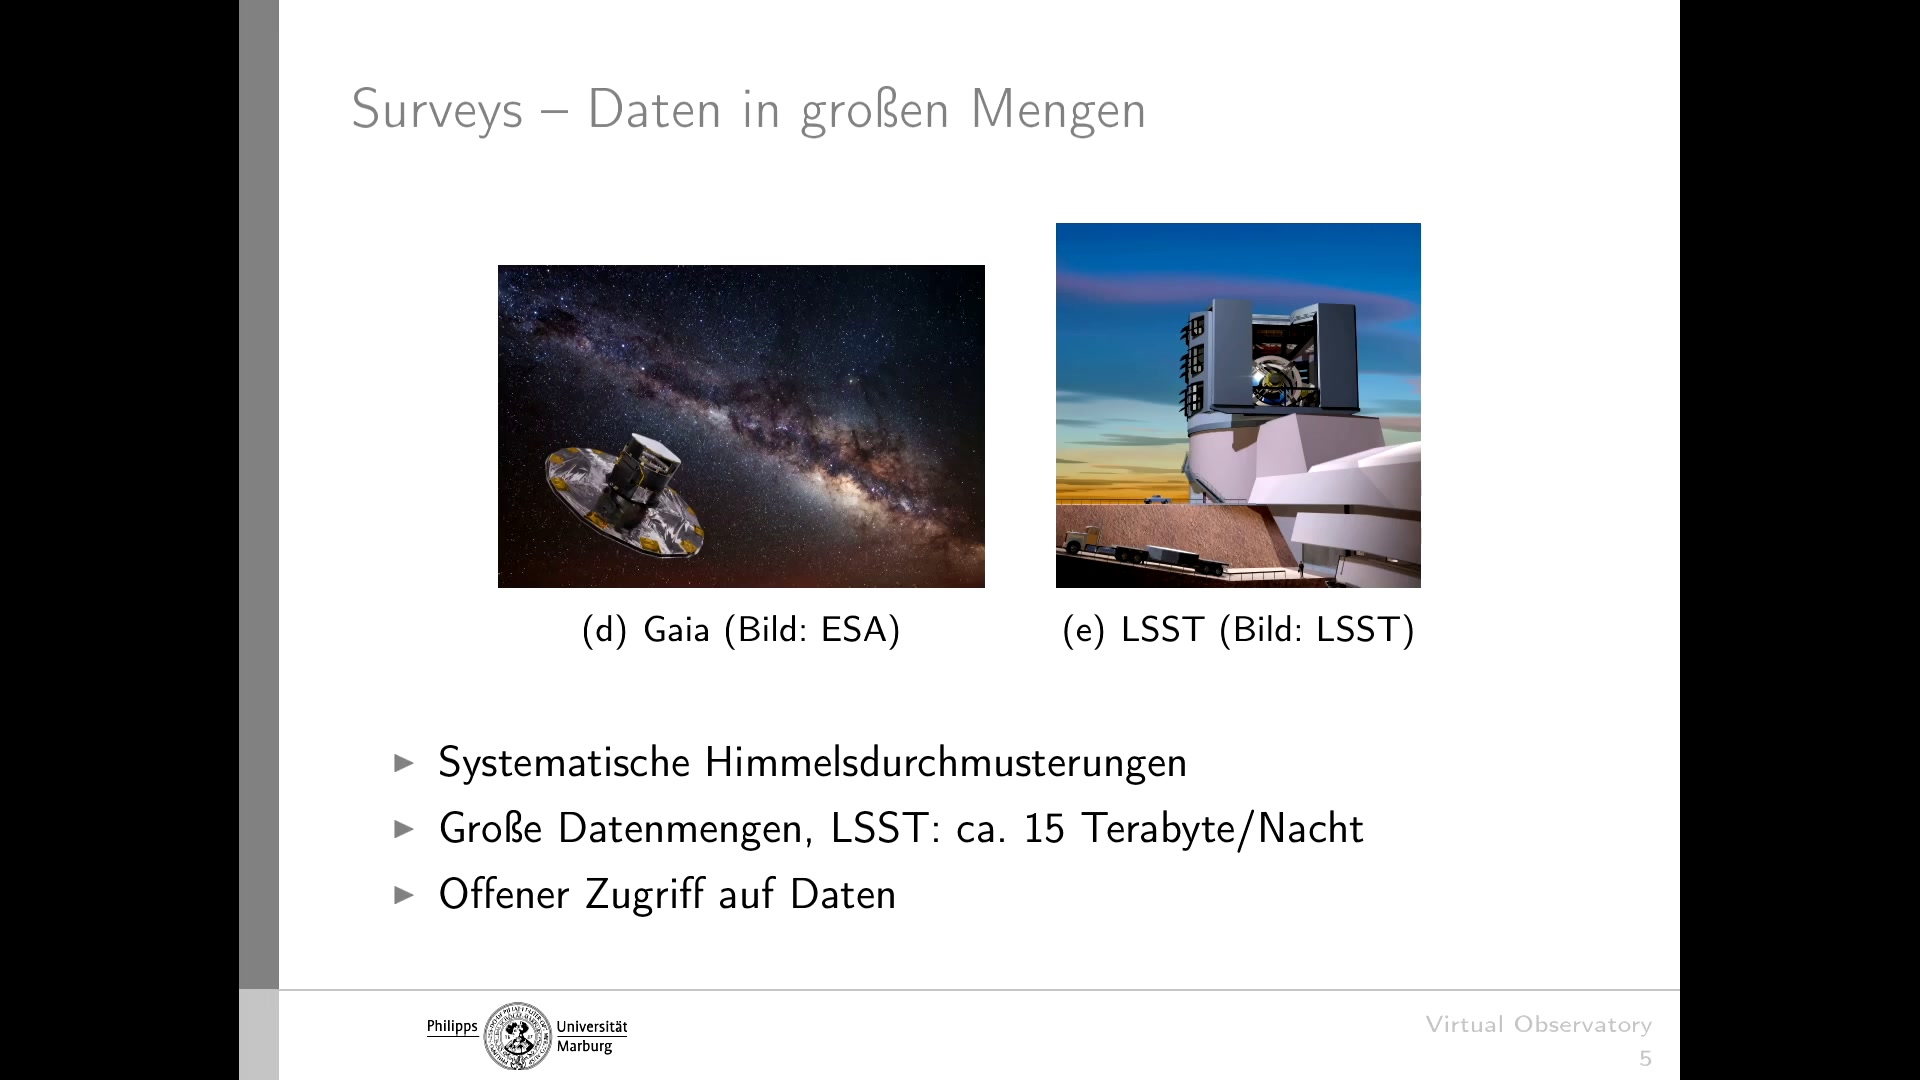 Surveys – Daten in großen Mengen
(d) Gaia (Bild: ESA)
(e) LSST (Bild: LSST)
Systematische Himmelsdurchmusterungen
Große Datenmengen, LSST: ca. 15 Terabyte/Nacht
Offener Zugriff auf Daten
Philipps
Universität
Marburg
Virtual Observatory
5